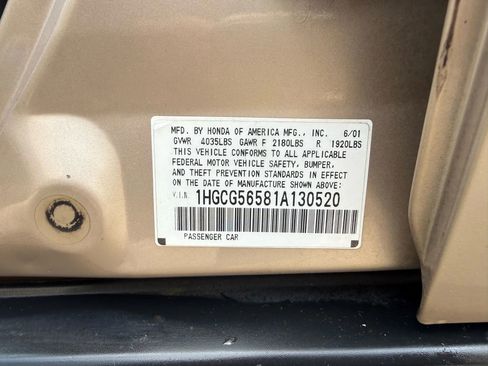 MFD. BY HONDA OF AMERICA MFG., INC. 6/01
GVWR 4035LBS GAWR F 2180LBS R 1920LBS
THIS VEHICLE CONFORMS TO ALL APPLICABLE
FEDERAL MOTOR VEHICLE SAFETY, BUMPER,
AND THEFT PREVENTION STANDARDS IN EFFECT
ON THE DATE OF MANUFACTURE SHOWN ABOVE:
V.I.N. 1HGCG56581A130520
PASSENGER CAR